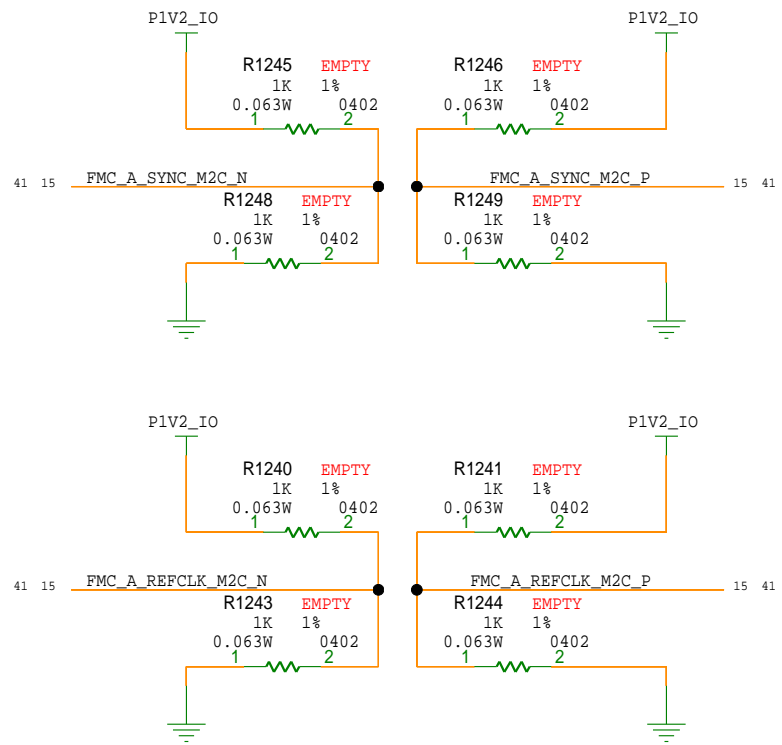 P1V2_IO P1V2_IO
R1245 EMPTY R1246 EMPTY
1K 1% 1K 1%
0.063W 0402 0.063W 0402
1 2 1 2
41 15 FMC_A_SYNC_M2C_N FMC_A_SYNC_M2C_P 15 41
R1248 EMPTY R1249 EMPTY
1K 1% 1K 1%
0.063W 0402 0.063W 0402
1 2 1 2
P1V2_IO P1V2_IO
R1240 EMPTY R1241 EMPTY
1K 1% 1K 1%
0.063W 0402 0.063W 0402
1 2 1 2
41 15 FMC_A_REFCLK_M2C_N FMC_A_REFCLK_M2C_P 15 41
R1243 EMPTY R1244 EMPTY
1K 1% 1K 1%
0.063W 0402 0.063W 0402
1 2 1 2